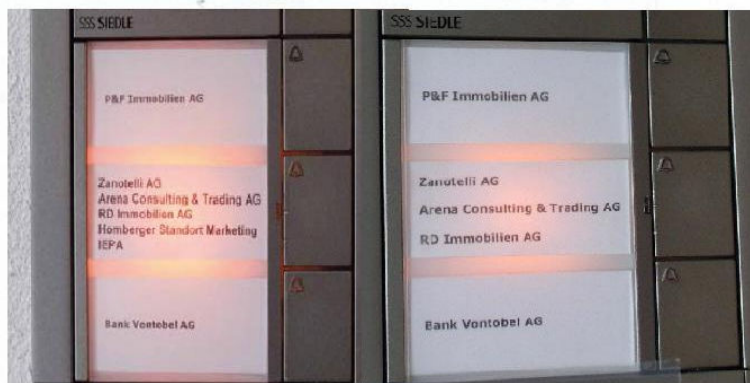 SSS SIEDLE
P&F Immobilien AG
Zanotelli AG
Arena Consulting & Trading AG
RD Immobilien AG
Homberger Standort Marketing
IEPA
Bank Vontobel AG
SSS SIEDLE
P&F Immobilien AG
Zanotelli AG
Arena Consulting & Trading AG
RD Immobilien AG
Bank Vontobel AG